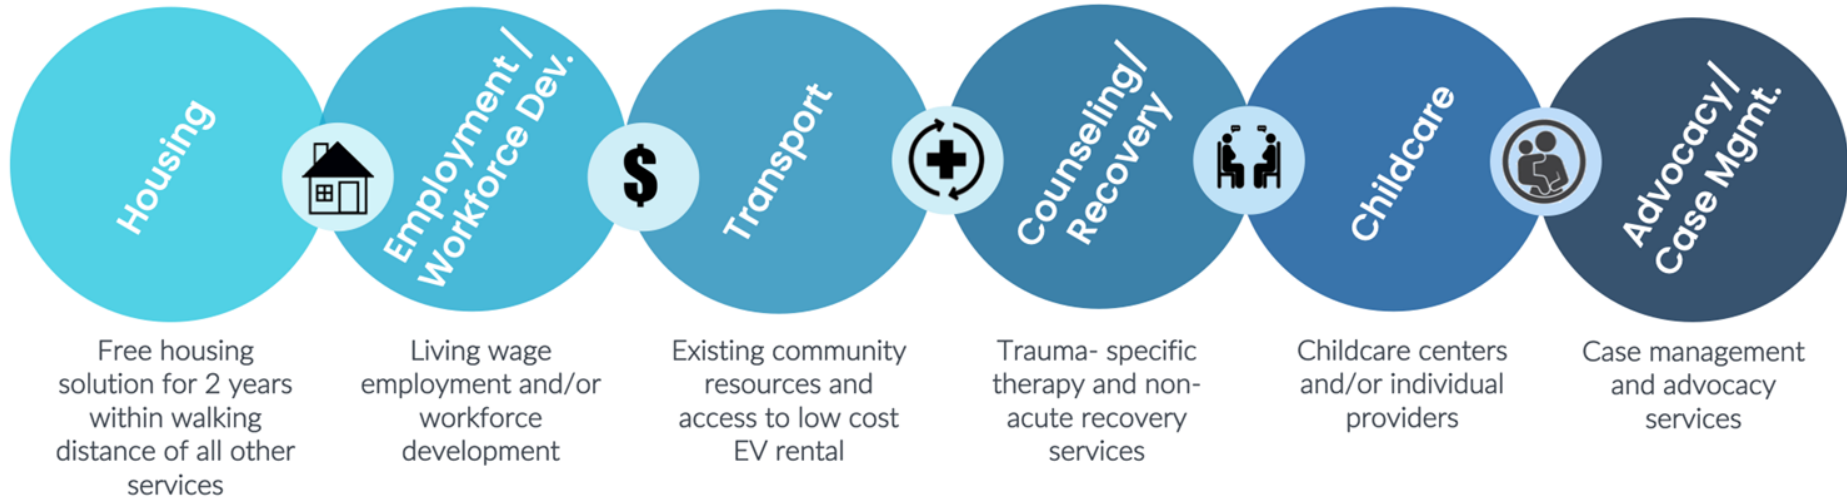 Housing
Employment /
Workforce Dev.
$
Transport
Counseling/
Recovery
Childcare
Advocacy/
Case Mgmt.
Free housing
solution for 2 years
within walking
distance of all other
services
Living wage
employment and/or
workforce
development
Existing community
resources and
access to low cost
EV rental
Trauma- specific
therapy and non-
acute recovery
services
Childcare centers
and/or individual
providers
Case management
and advocacy
services